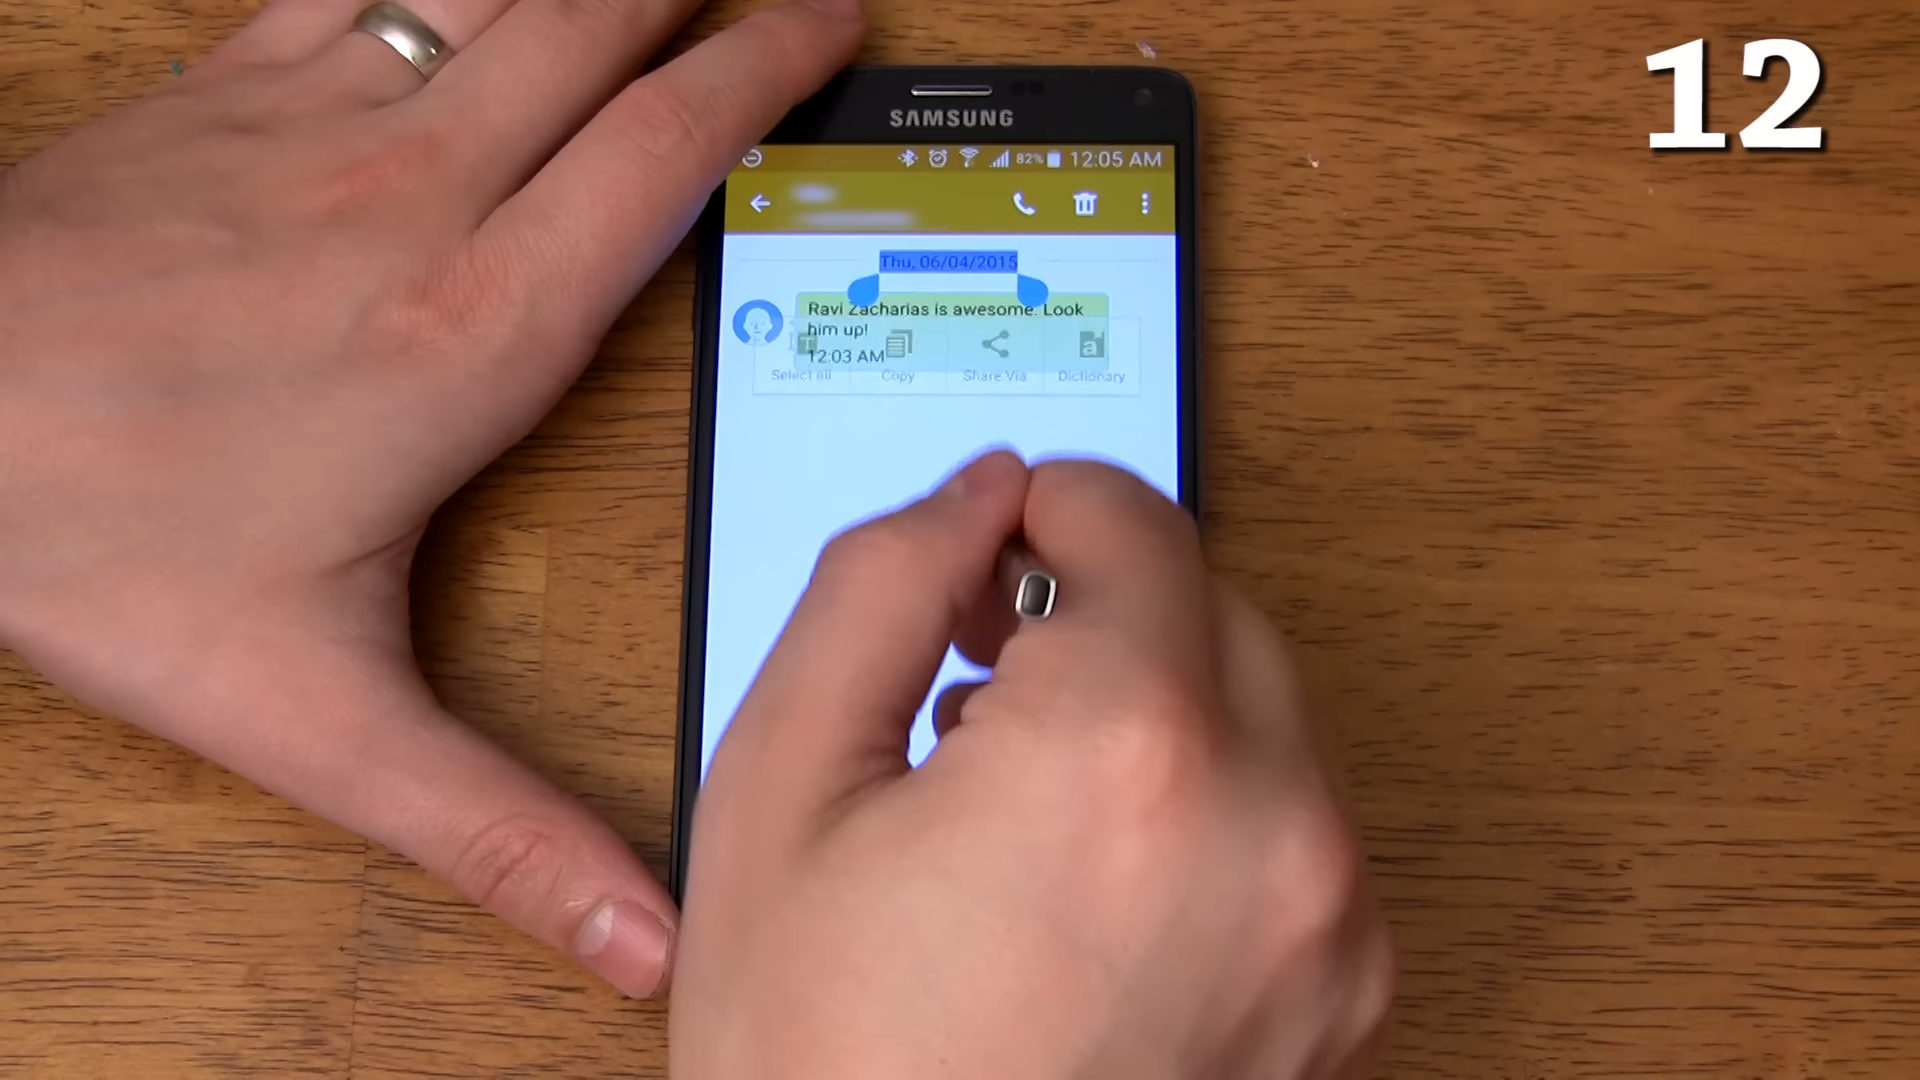 12
SAMSUNG
82% 12:05 AM
Thu, 06/04/2015
Ravi Zacharias is awesome. Look
him up!
12:03 AM
Select all Copy Share Via Dictionary